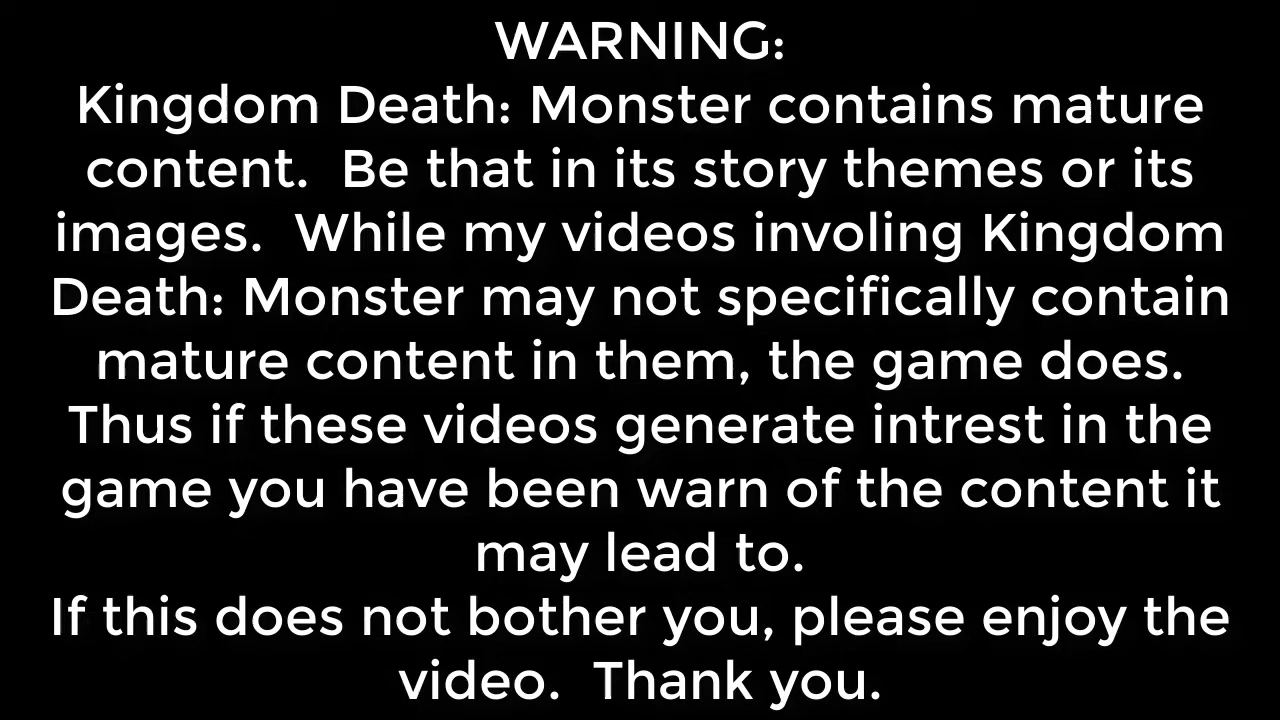 WARNING:
Kingdom Death: Monster contains mature
content.  Be that in its story themes or its
images.  While my videos involing Kingdom
Death: Monster may not specifically contain
mature content in them, the game does.
Thus if these videos generate intrest in the
game you have been warn of the content it
may lead to.
If this does not bother you, please enjoy the
video.  Thank you.